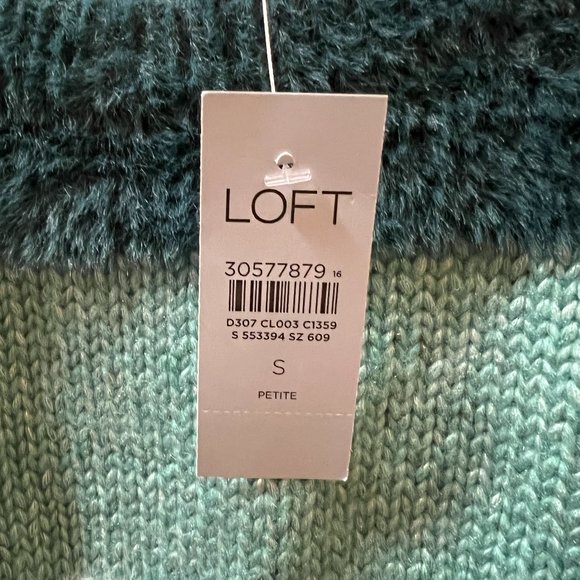 LOFT
30577879 16
D307 CL003 C1359
S 553394 SZ 609
S
PETITE